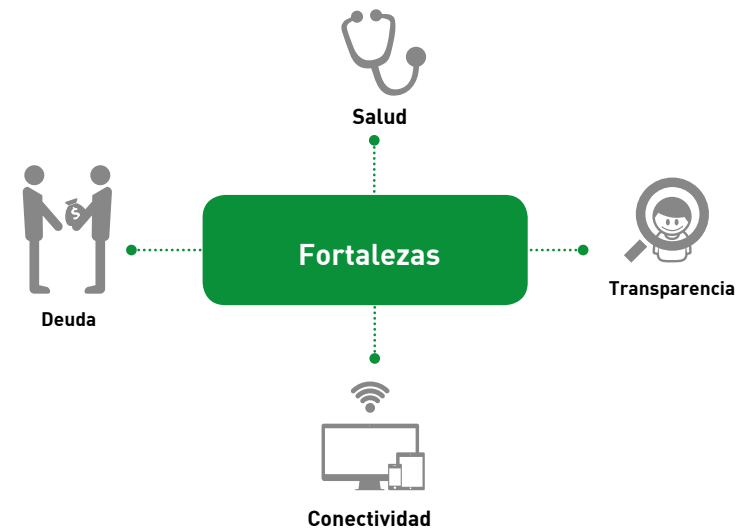 Salud
Fortalezas
$
Transparencia
Deuda
Conectividad